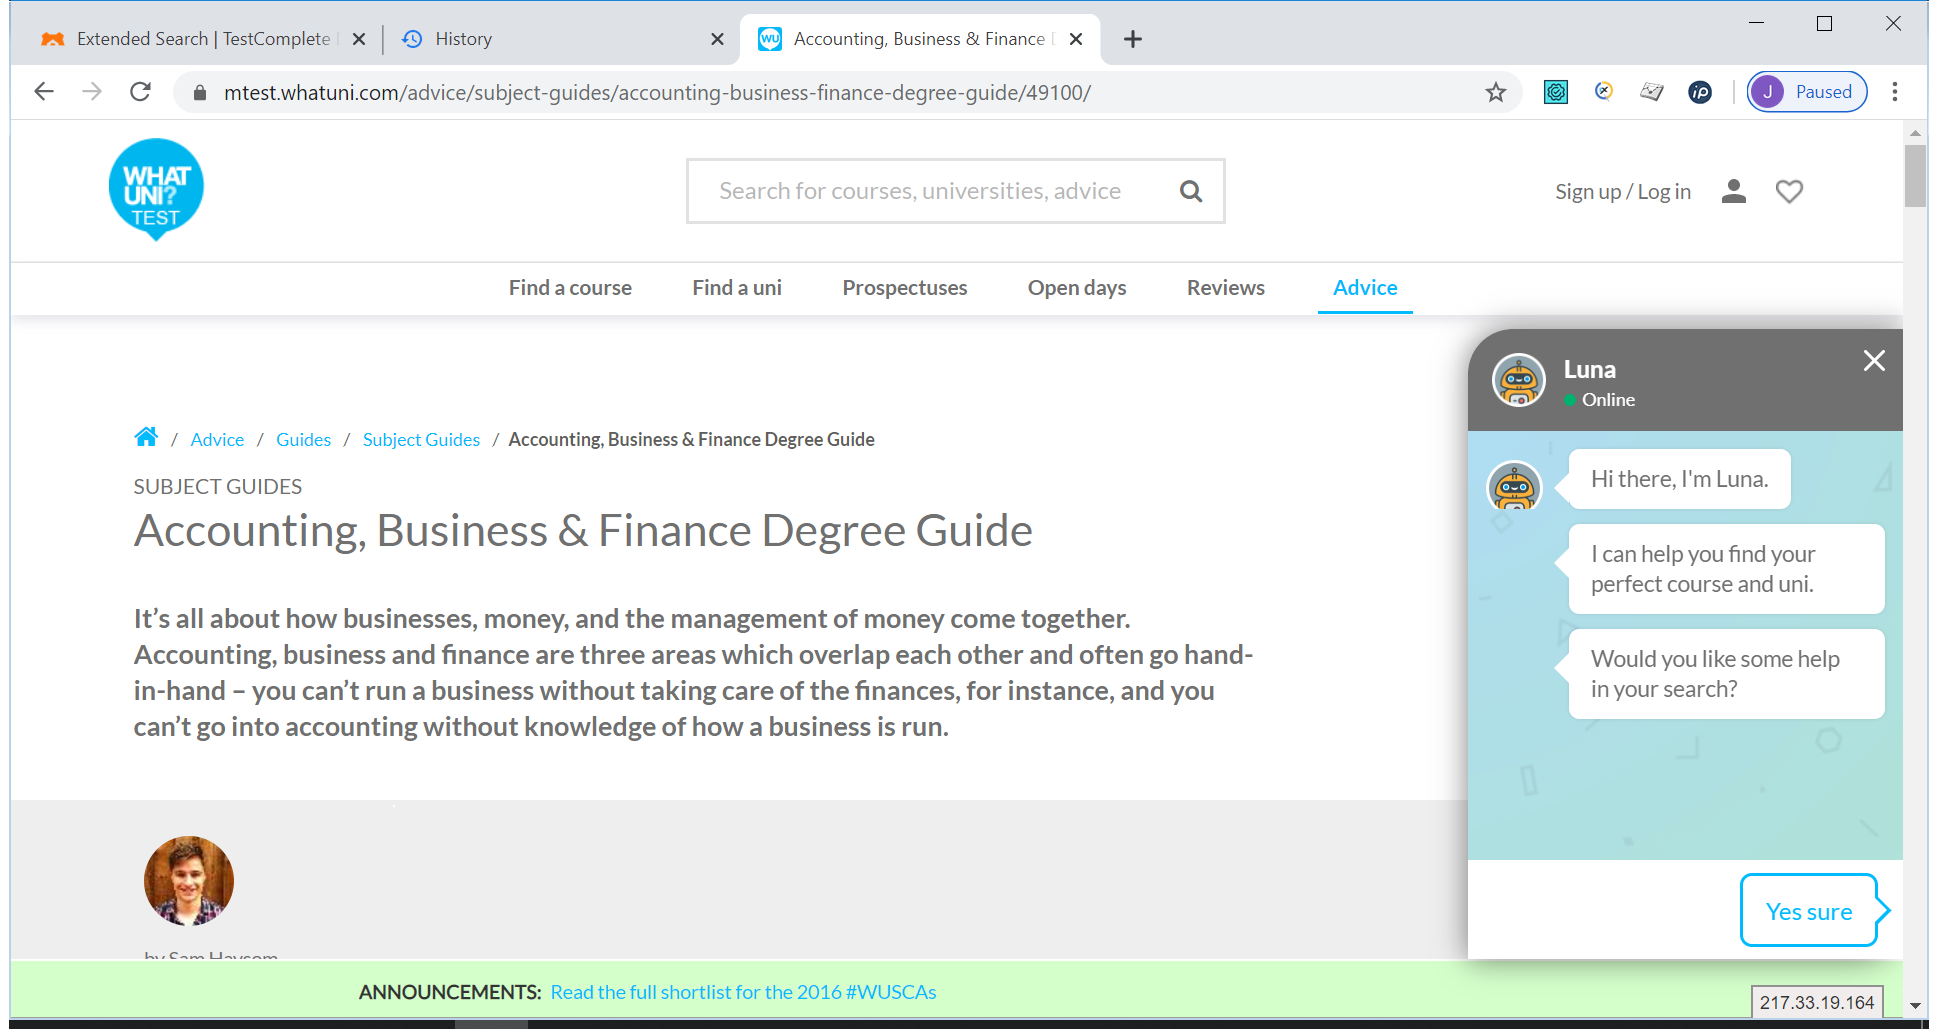 Extended Search | TestComplete
History
Accounting, Business & Finance
mtest.whatuni.com/advice/subject-guides/accounting-business-finance-degree-guide/49100/
ip
J
Paused
WU
WHAT
UNI?
TEST
Search for courses, universities, advice
Sign up / Log in
Find a course
Find a uni
Prospectuses
Open days
Reviews
Advice
/ Advice / Guides / Subject Guides / Accounting, Business & Finance Degree Guide
SUBJECT GUIDES
Accounting, Business & Finance Degree Guide
It’s all about how businesses, money, and the management of money come together.
Accounting, business and finance are three areas which overlap each other and often go hand-
in-hand – you can’t run a business without taking care of the finances, for instance, and you
can’t go into accounting without knowledge of how a business is run.
by Sam Haysom
Luna
Online
Hi there, I'm Luna.
I can help you find your
perfect course and uni.
Would you like some help
in your search?
Yes sure
ANNOUNCEMENTS: Read the full shortlist for the 2016 #WUSCAs
217.33.19.164